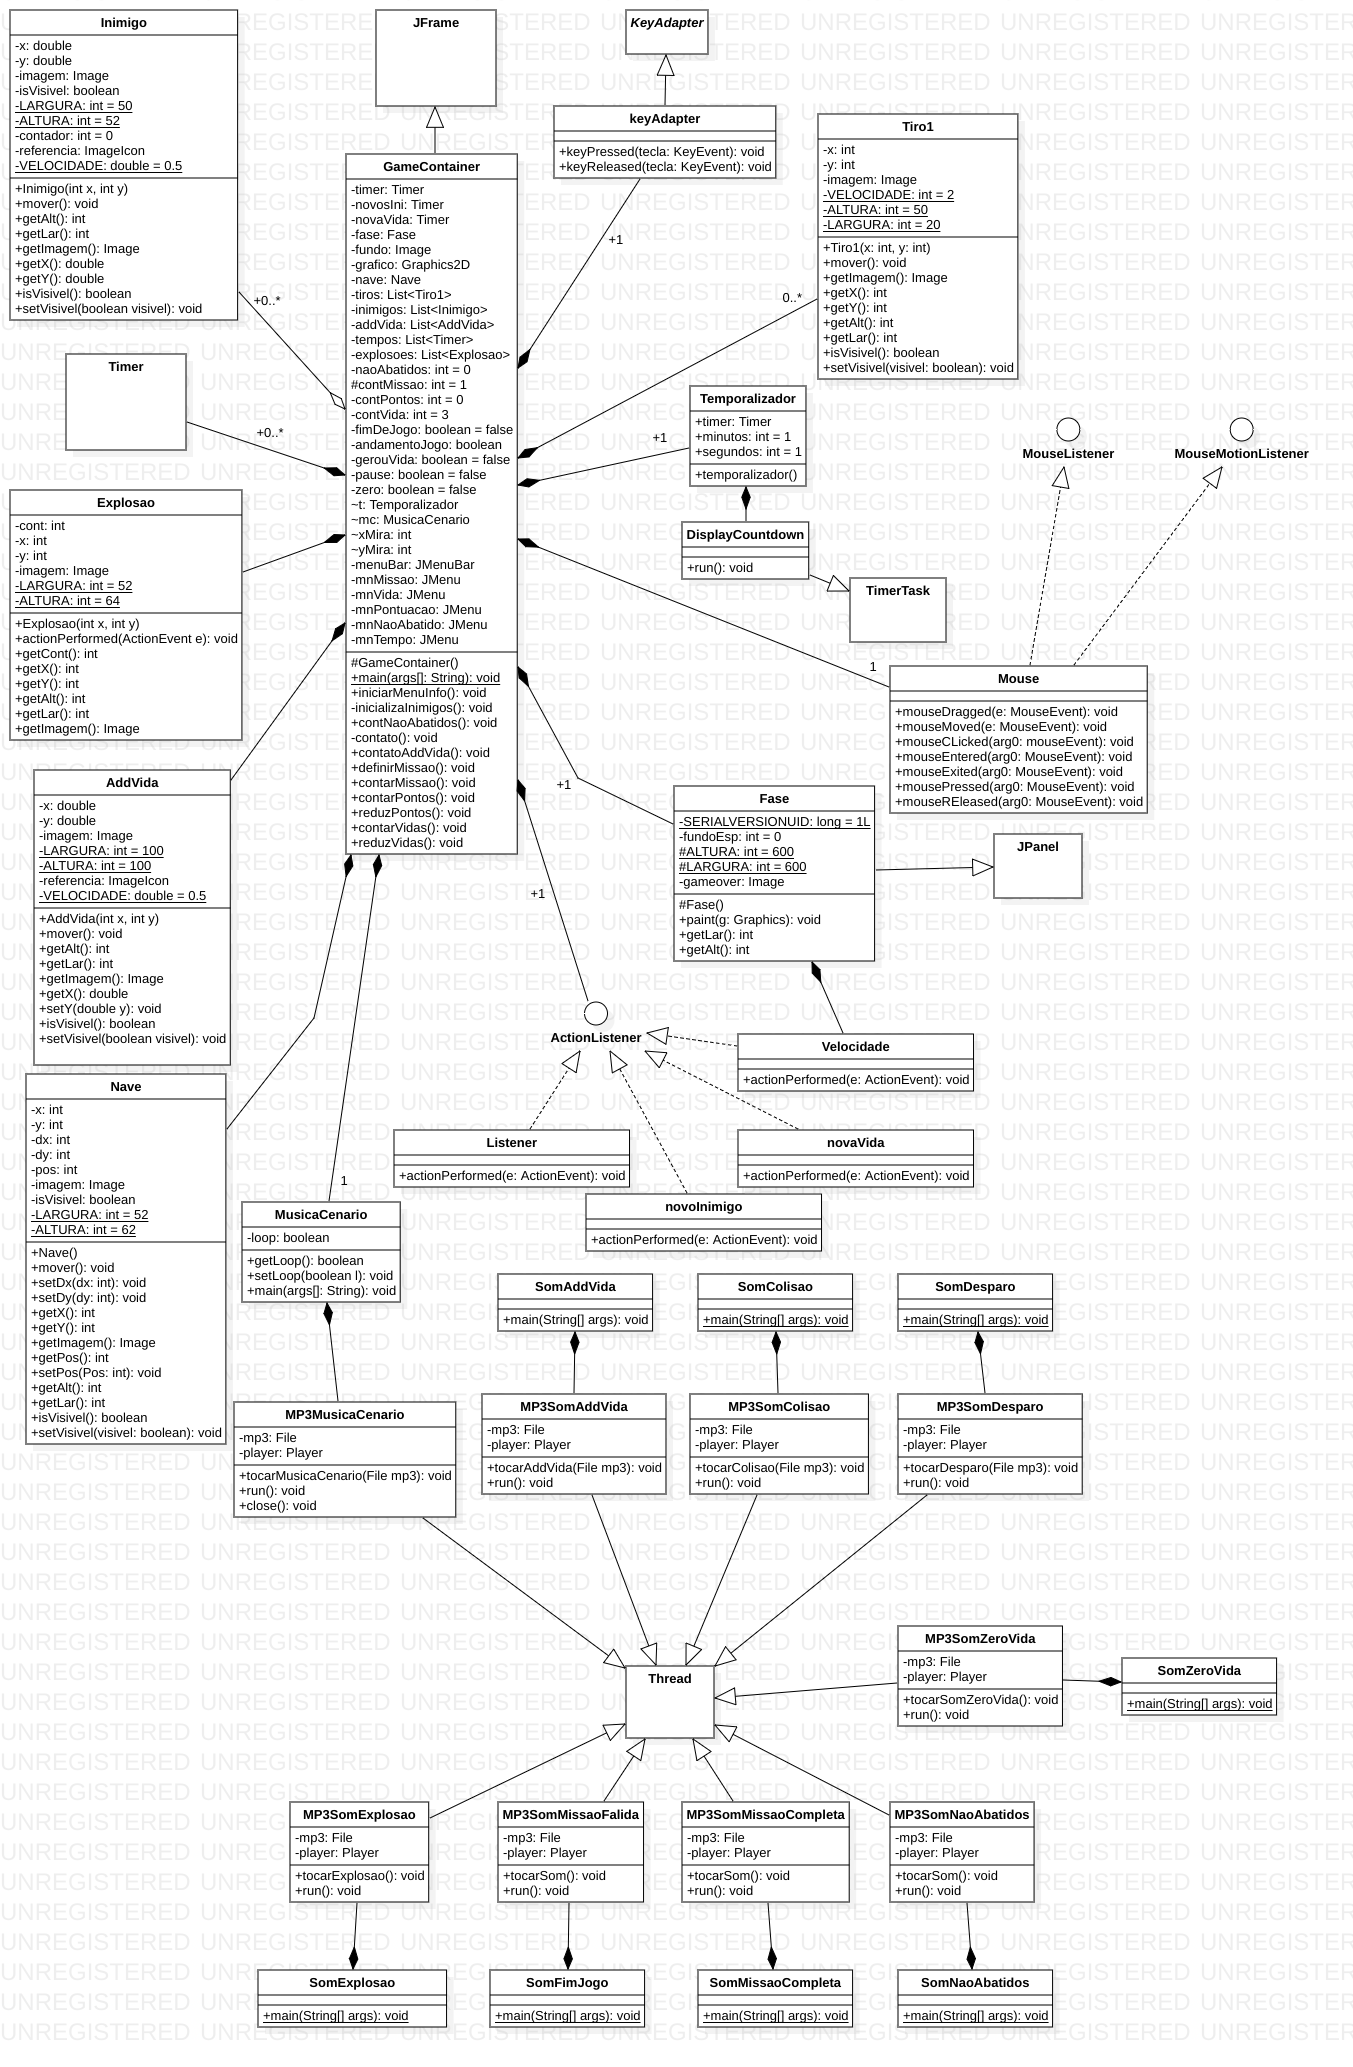 Inimigo
-x: double
-y: double
-imagem: Image
-isVisivel: boolean
-LARGURA: int = 50
-ALTURA: int = 52
-contador: int = 0
-referencia: ImageIcon
-VELOCIDADE: double = 0.5
+Inimigo(int x, int y)
+mover(): void
+getAlt(): int
+getLar(): int
+getImagem(): Image
+getX(): double
+getY(): double
+isVisivel(): boolean
+setVisivel(boolean visivel): void
JFrame
KeyAdapter
keyAdapter
+keyPressed(tecla: KeyEvent): void
+keyReleased(tecla: KeyEvent): void
Tiro1
-x: int
-y: int
-imagem: Image
-VELOCIDADE: int = 2
-ALTURA: int = 50
-LARGURA: int = 20
+Tiro1(x: int, y: int)
+mover(): void
+getImagem(): Image
+getX(): int
+getY(): int
+getAlt(): int
+getLar(): int
+isVisivel(): boolean
+setVisivel(visivel: boolean): void
GameContainer
-timer: Timer
-novosIni: Timer
-novaVida: Timer
-fase: Fase
-fundo: Image
-grafico: Graphics2D
-nave: Nave
-tiros: List<Tiro1>
-inimigos: List<Inimigo>
-addVida: List<AddVida>
-tempos: List<Timer>
-explosoes: List<Explosao>
-naoAbatidos: int = 0
#contMissao: int = 1
-contPontos: int = 0
-contVida: int = 3
-fimDeJogo: boolean = false
-andamentoJogo: boolean
-gerouVida: boolean = false
-pause: boolean = false
-zero: boolean = false
~t: Temporalizador
~mc: MusicaCenario
~xMira: int
~yMira: int
-menuBar: JMenuBar
-mnMissao: JMenu
-mnVida: JMenu
-mnPontuacao: JMenu
-mnNaoAbatido: JMenu
-mnTempo: JMenu
#GameContainer()
+main(args[]: String): void
+iniciarMenuInfo(): void
-inicializaInimigos(): void
+contNaoAbatidos(): void
-contato(): void
+contatoAddVida(): void
+definirMissao(): void
+contarMissao(): void
+contarPontos(): void
+reduzPontos(): void
+contarVidas(): void
+reduzVidas(): void
+1
+0..*
0..*
Timer
+0..*
Temporalizador
+timer: Timer
+minutos: int = 1
+segundos: int = 1
+temporalizador()
+1
MouseListener
MouseMotionListener
Explosao
-cont: int
-x: int
-y: int
-imagem: Image
-LARGURA: int = 52
-ALTURA: int = 64
+Explosao(int x, int y)
+actionPerformed(ActionEvent e): void
+getCont(): int
+getX(): int
+getY(): int
+getAlt(): int
+getLar(): int
+getImagem(): Image
DisplayCountdown
+run(): void
TimerTask
1
Mouse
+mouseDragged(e: MouseEvent): void
+mouseMoved(e: MouseEvent): void
+mouseCLicked(arg0: mouseEvent): void
+mouseEntered(arg0: MouseEvent): void
+mouseExited(arg0: MouseEvent): void
+mousePressed(arg0: MouseEvent): void
+mouseREleased(arg0: MouseEvent): void
AddVida
-x: double
-y: double
-imagem: Image
-LARGURA: int = 100
-ALTURA: int = 100
-referencia: ImageIcon
-VELOCIDADE: double = 0.5
+AddVida(int x, int y)
+mover(): void
+getAlt(): int
+getLar(): int
+getImagem(): Image
+getX(): double
+setY(double y): void
+isVisivel(): boolean
+setVisivel(boolean visivel): void
+1
Fase
-SERIALVERSIONUID: long = 1L
-fundoEsp: int = 0
#ALTURA: int = 600
#LARGURA: int = 600
-gameover: Image
#Fase()
+paint(g: Graphics): void
+getLar(): int
+getAlt(): int
JPanel
+1
ActionListener
Velocidade
+actionPerformed(e: ActionEvent): void
Nave
-x: int
-y: int
-dx: int
-dy: int
-pos: int
-imagem: Image
-isVisivel: boolean
-LARGURA: int = 52
-ALTURA: int = 62
+Nave()
+mover(): void
+setDx(dx: int): void
+setDy(dy: int): void
+getX(): int
+getY(): int
+getImagem(): Image
+getPos(): int
+setPos(Pos: int): void
+getAlt(): int
+getLar(): int
+isVisivel(): boolean
+setVisivel(visivel: boolean): void
Listener
+actionPerformed(e: ActionEvent): void
novaVida
+actionPerformed(e: ActionEvent): void
1
novoInimigo
+actionPerformed(e: ActionEvent): void
MusicaCenario
-loop: boolean
+getLoop(): boolean
+setLoop(boolean l): void
+main(args[]: String): void
SomAddVida
+main(String[] args): void
SomColisao
+main(String[] args): void
SomDesparo
+main(String[] args): void
MP3MusicaCenario
-mp3: File
-player: Player
+tocarMusicaCenario(File mp3): void
+run(): void
+close(): void
MP3SomAddVida
-mp3: File
-player: Player
+tocarAddVida(File mp3): void
+run(): void
MP3SomColisao
-mp3: File
-player: Player
+tocarColisao(File mp3): void
+run(): void
MP3SomDesparo
-mp3: File
-player: Player
+tocarDesparo(File mp3): void
+run(): void
Thread
MP3SomZeroVida
-mp3: File
-player: Player
+tocarSomZeroVida(): void
+run(): void
SomZeroVida
+main(String[] args): void
MP3SomExplosao
-mp3: File
-player: Player
+tocarExplosao(): void
+run(): void
MP3SomMissaoFalida
-mp3: File
-player: Player
+tocarSom(): void
+run(): void
MP3SomMissaoCompleta
-mp3: File
-player: Player
+tocarSom(): void
+run(): void
MP3SomNaoAbatidos
-mp3: File
-player: Player
+tocarSom(): void
+run(): void
SomExplosao
+main(String[] args): void
SomFimJogo
+main(String[] args): void
SomMissaoCompleta
+main(String[] args): void
SomNaoAbatidos
+main(String[] args): void
UNREGISTERED